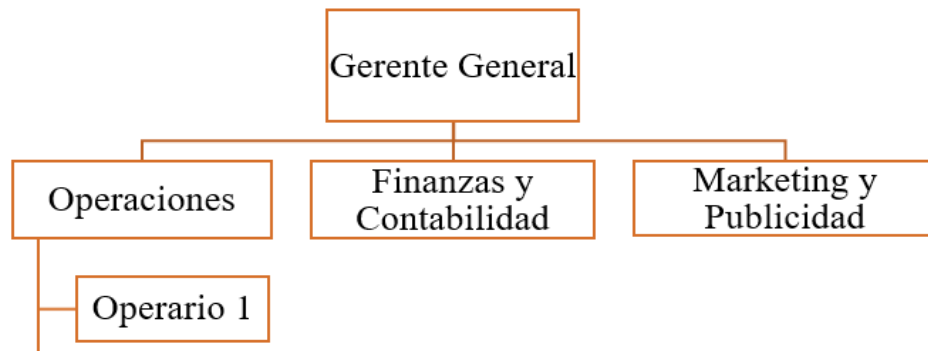 Gerente General
Operaciones
Finanzas y
Contabilidad
Marketing y
Publicidad
Operario 1